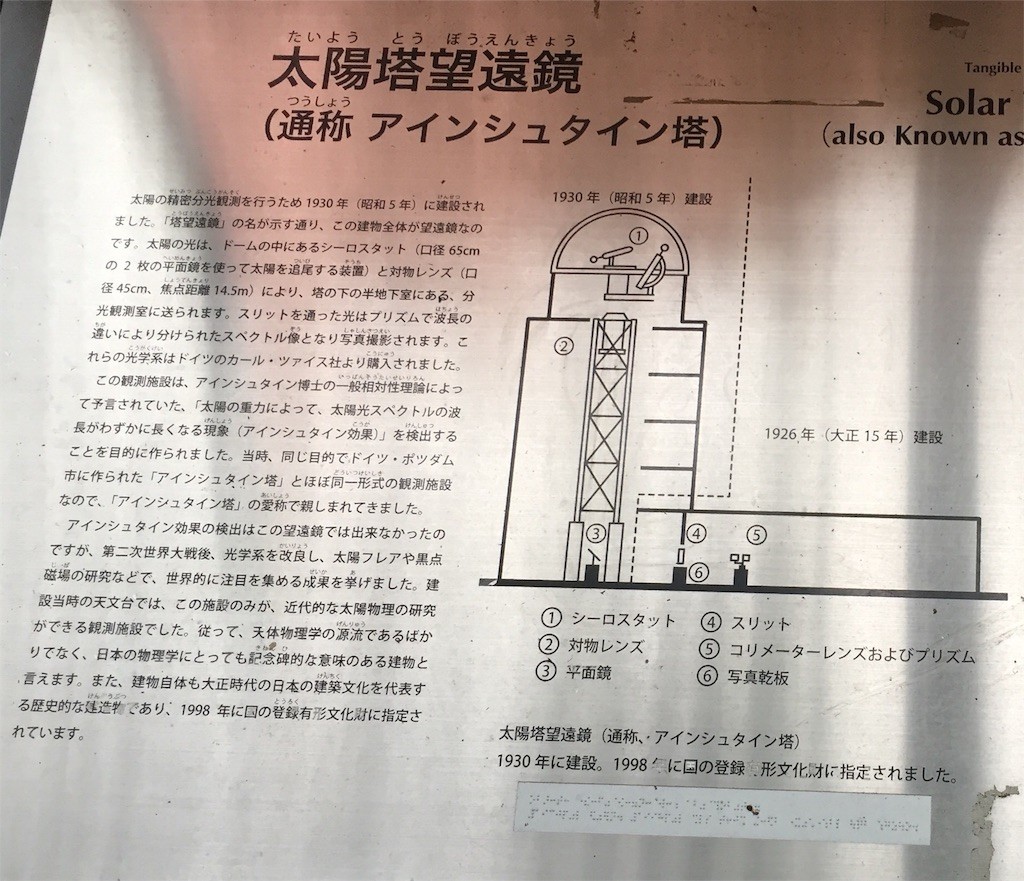 たいよう とう ぼうえんきょう
太陽塔望遠鏡
つうしょう
（通称 アインシュタイン塔）
Tangible
Solar
(also Known as
太陽の精密分光観測を行うため 1930 年（昭和 5 年）に建設され
ました。「塔望遠鏡」の名が示す通り、この建物全体が望遠鏡なの
です。太陽の光は、ドームの中にあるシーロスタット（口径 65cm
の 2 枚の平面鏡を使って太陽を追尾する装置）と対物レンズ（口
径 45cm、焦点距離 14.5m）により、塔の下の半地下室にある、分
光観測室に送られます。スリットを通った光はプリズムで波長の
違いにより分けられたスペクトル像となり写真撮影されます。こ
れらの光学系はドイツのカール・ツァイス社より購入されました。
この観測施設は、アインシュタイン博士の一般相対性理論によっ
て予言されていた、「太陽の重力によって、太陽光スペクトルの波
長がわずかに長くなる現象（アインシュタイン効果）」を検出する
ことを目的に作られました。当時、同じ目的でドイツ・ポツダム
市に作られた「アインシュタイン塔」とほぼ同一形式の観測施設
なので、「アインシュタイン塔」の愛称で親しまれてきました。
アインシュタイン効果の検出はこの望遠鏡では出来なかったの
ですが、第二次世界大戦後、光学系を改良し、太陽フレアや黒点
磁場の研究などで、世界的に注目を集める成果を挙げました。建
設当時の天文台では、この施設のみが、近代的な太陽物理の研究
ができる観測施設でした。従って、天体物理学の源流であるばか
りでなく、日本の物理学にとっても記念碑的な意味のある建物と
言えます。また、建物自体も大正時代の日本の建築文化を代表す
る歴史的な建造物であり、1998 年に国の登録有形文化財に指定さ
れています。
1930 年（昭和 5 年）建設
①
②
1926 年（大正 15 年）建設
③ ④ ⑤
⑥
① シーロスタット
② 対物レンズ
③ 平面鏡
④ スリット
⑤ コリメーターレンズおよびプリズム
⑥ 写真乾板
太陽塔望遠鏡（通称、アインシュタイン塔）
1930 年に建設。1998 に国の登録 形文化財に指定されました。